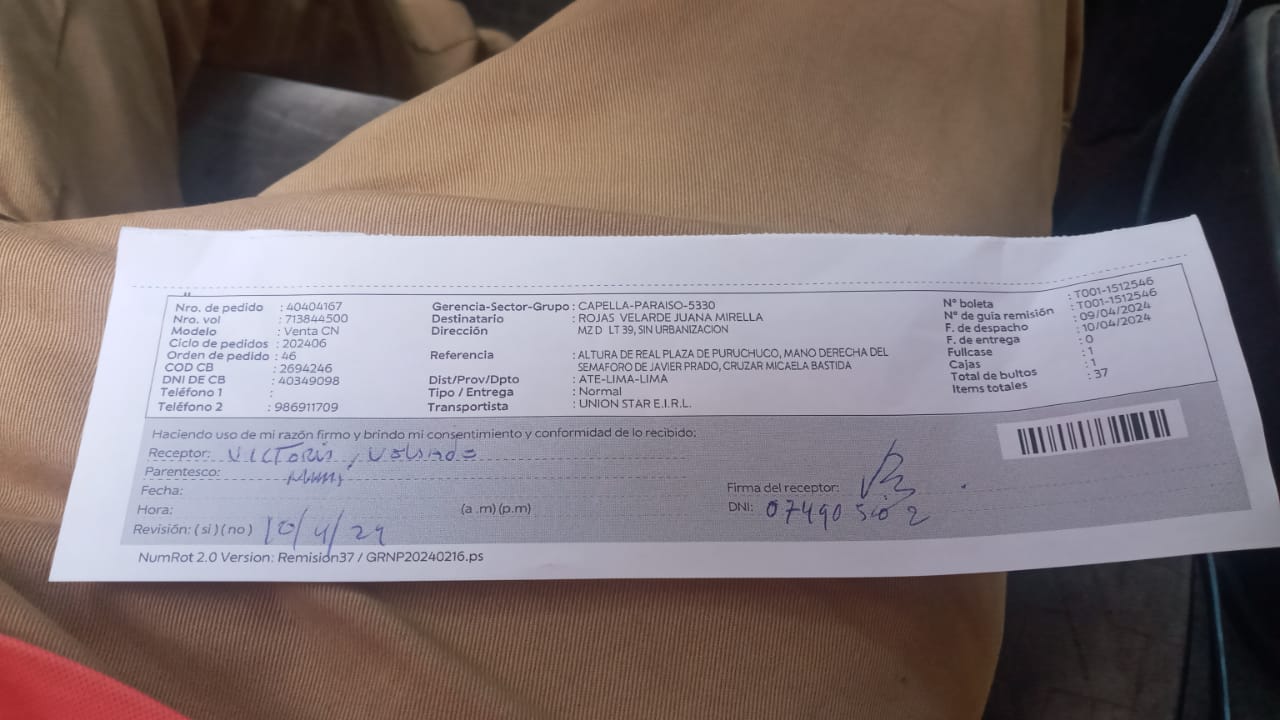 Nro. de pedido : 40404167
Nro. vol : 713844500
Modelo : Venta CN
Ciclo de pedidos : 202406
Orden de pedido : 46
COD CB : 2694246
DNI DE CB : 40349098
Teléfono 1 :
Teléfono 2 : 986911709
Gerencia-Sector-Grupo : CAPELLA-PARAISO-5330
Destinatario : ROJAS VELARDE JUANA MIRELLA
Dirección MZ D LT 39, SIN URBANIZACION
Referencia : ALTURA DE REAL PLAZA DE PURUCHUCO, MANO DERECHA DEL
SEMAFORO DE JAVIER PRADO, CRUZAR MICAELA BASTIDA
Dist/Prov/Dpto : ATE-LIMA-LIMA
Tipo / Entrega : Normal
Transportista : UNION STAR E.I.R.L.
N° boleta : T001-1512546
N° de guía remisión : T001-1512546
F. de despacho : 09/04/2024
F. de entrega : 10/04/2024
Fullcase : 0
Cajas : 1
Total de bultos : 1
Items totales : 37
Haciendo uso de mi razón firmo y brindo mi consentimiento y conformidad de lo recibido:
Receptor: VICTORIA
Parentesco:
Fecha:
Hora: (a .m) (p.m)
Revisión: ( si ) ( no ) 10/4/24
Firma del receptor:
DNI: 07490
NumRot 2.0 Version: Remision37 / GRNP20240216.ps